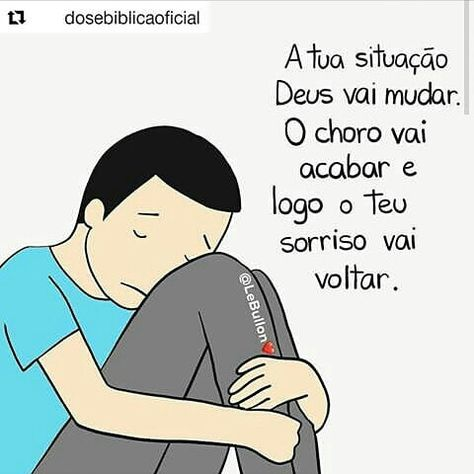 dosebiblicaoficial
A tua situação
Deus vai mudar.
O choro vai
acabar e
logo o teu
sorriso vai
voltar.
@LeBullon